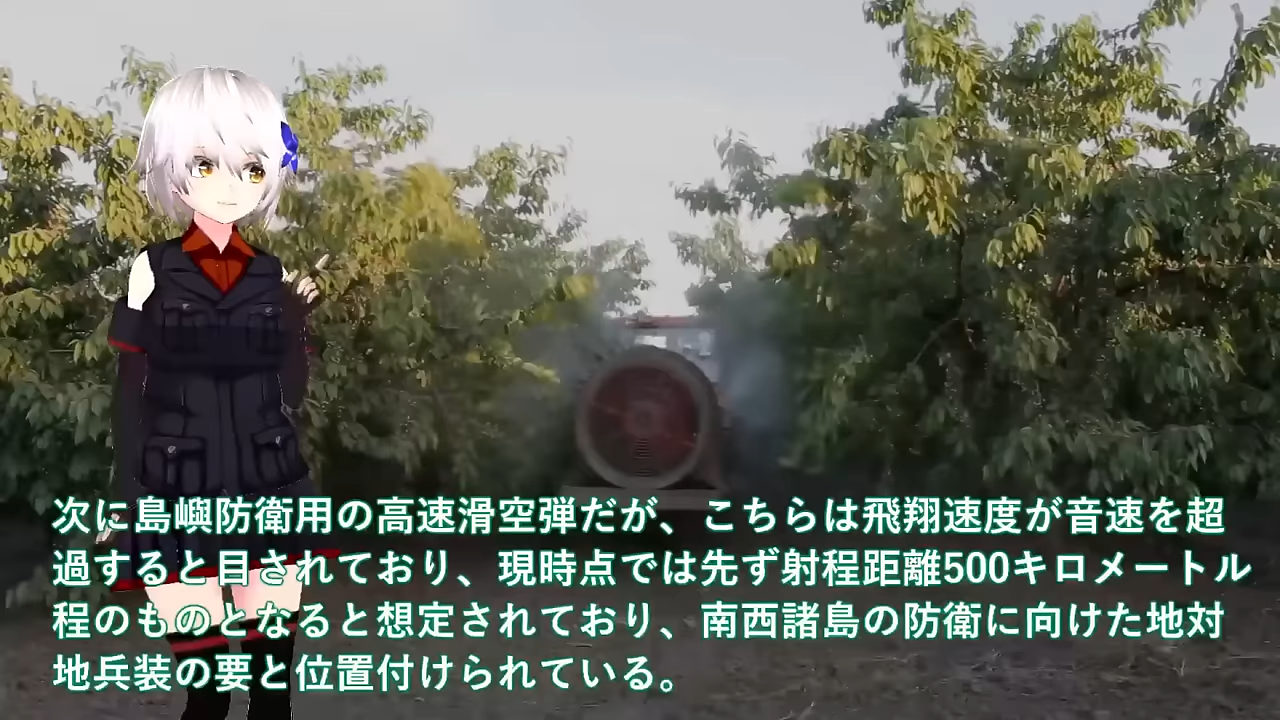 次に島嶼防衛用の高速滑空弾だが、こちらは飛翔速度が音速を超
過すると目されており、現時点では先ず射程距離500キロメートル
程のものとなると想定されており、南西諸島の防衛に向けた地対
地兵装の要と位置付けられている。